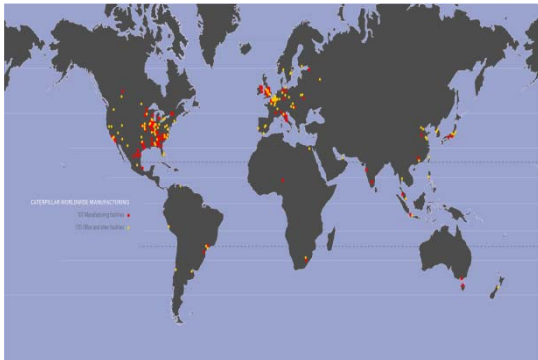 CATERPILLAR WORLDWIDE MANUFACTURING
Manufacturing facilities
Office and other facilities